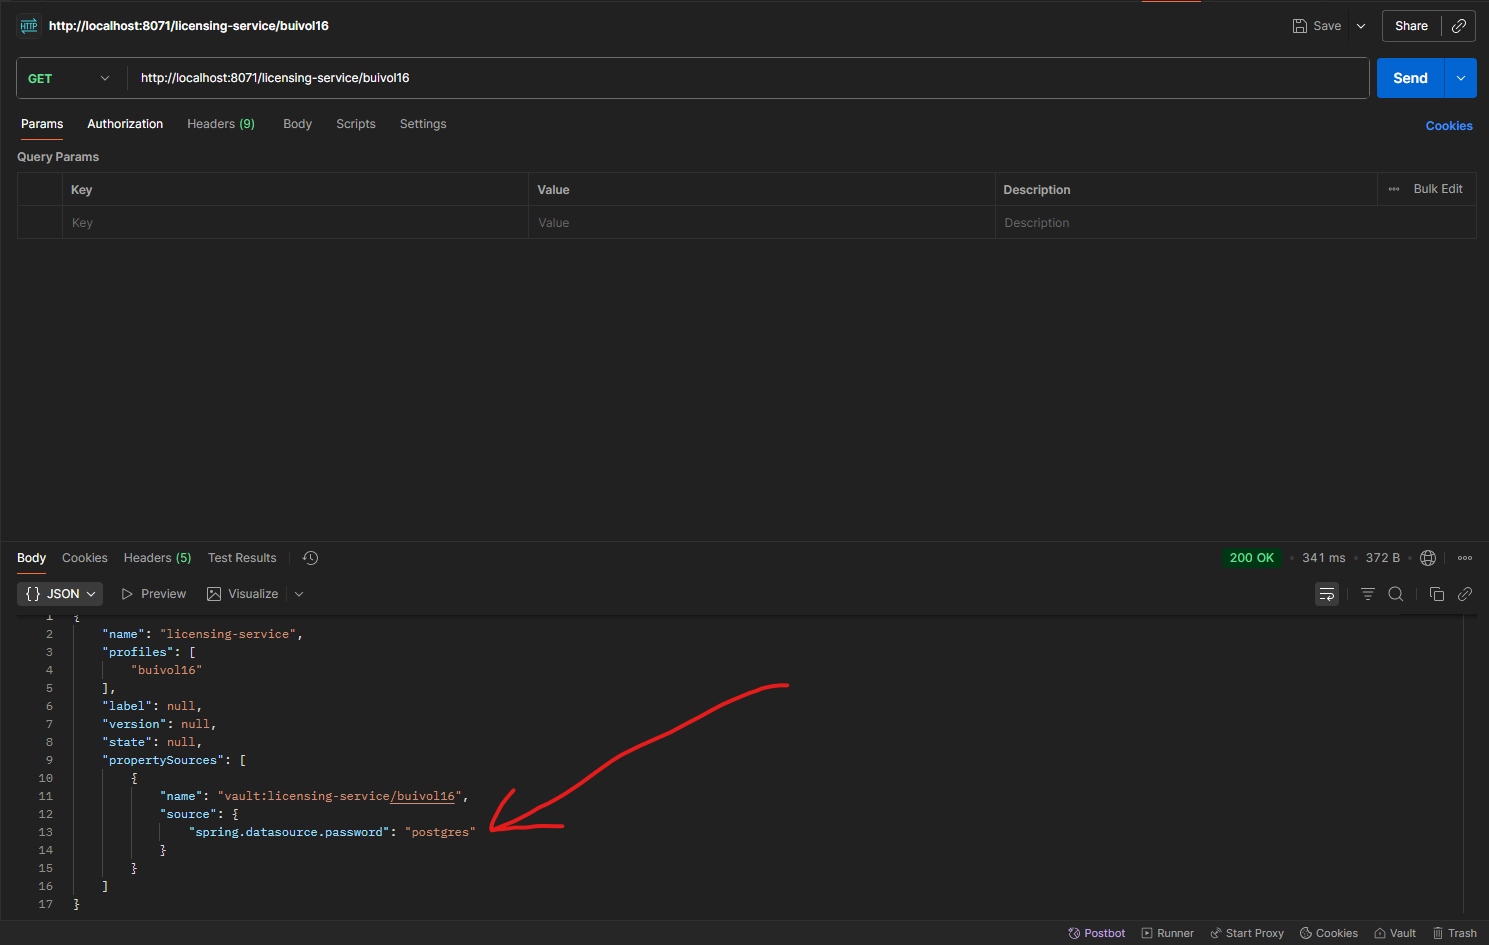 HTTP http://localhost:8071/licensing-service/buivol16 Save Share
GET http://localhost:8071/licensing-service/buivol16 Send
Params Authorization Headers (9) Body Scripts Settings Cookies
Query Params
Key Value Description ··· Bulk Edit
Key Value Description
Body Cookies Headers (5) Test Results 200 OK • 341 ms • 372 B • ···
{} JSON Preview Visualize
1 {
2 "name": "licensing-service",
3 "profiles": [
4 "buivol16"
5 ],
6 "label": null,
7 "version": null,
8 "state": null,
9 "propertySources": [
10 {
11 "name": "vault:licensing-service/buivol16",
12 "source": {
13 "spring.datasource.password": "postgres"
14 }
15 }
16 ]
17 }
Postbot Runner Start Proxy Cookies Vault Trash